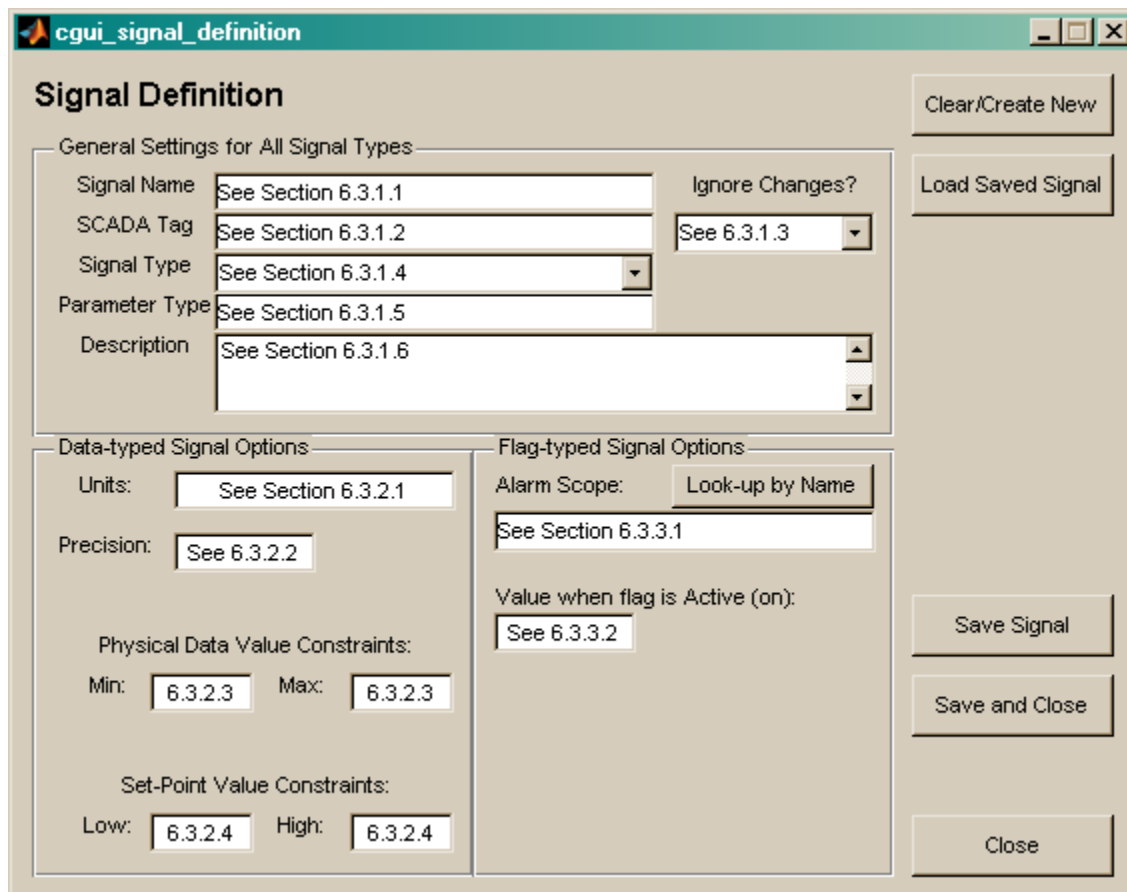 cgui_signal_definition
Signal Definition
Clear/Create New
General Settings for All Signal Types
Signal Name See Section 6.3.1.1 Ignore Changes? Load Saved Signal
SCADA Tag See Section 6.3.1.2 See 6.3.1.3
Signal Type See Section 6.3.1.4
Parameter Type See Section 6.3.1.5
Description See Section 6.3.1.6
Data-typed Signal Options
Units: See Section 6.3.2.1
Precision: See 6.3.2.2
Physical Data Value Constraints:
Min: 6.3.2.3 Max: 6.3.2.3
Set-Point Value Constraints:
Low: 6.3.2.4 High: 6.3.2.4
Flag-typed Signal Options
Alarm Scope: Look-up by Name
See Section 6.3.3.1
Value when flag is Active (on):
See 6.3.3.2
Save Signal
Save and Close
Close